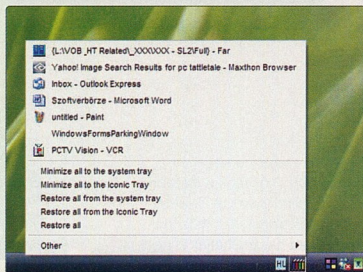 (L:\VOB_HT Related\_XXX\XXX - SL2\Full) - Far
Yahoo! Image Search Results for pc tattletale - Maxthon Browser
Inbox - Outlook Express
Szoftverbörze - Microsoft Word
untitled - Paint
WindowsFormsParkingWindow
PCTV Vision - VCR
Minimize all to the system tray
Minimize all to the Iconic Tray
Restore all from the system tray
Restore all from the Iconic Tray
Restore all
Other
HL